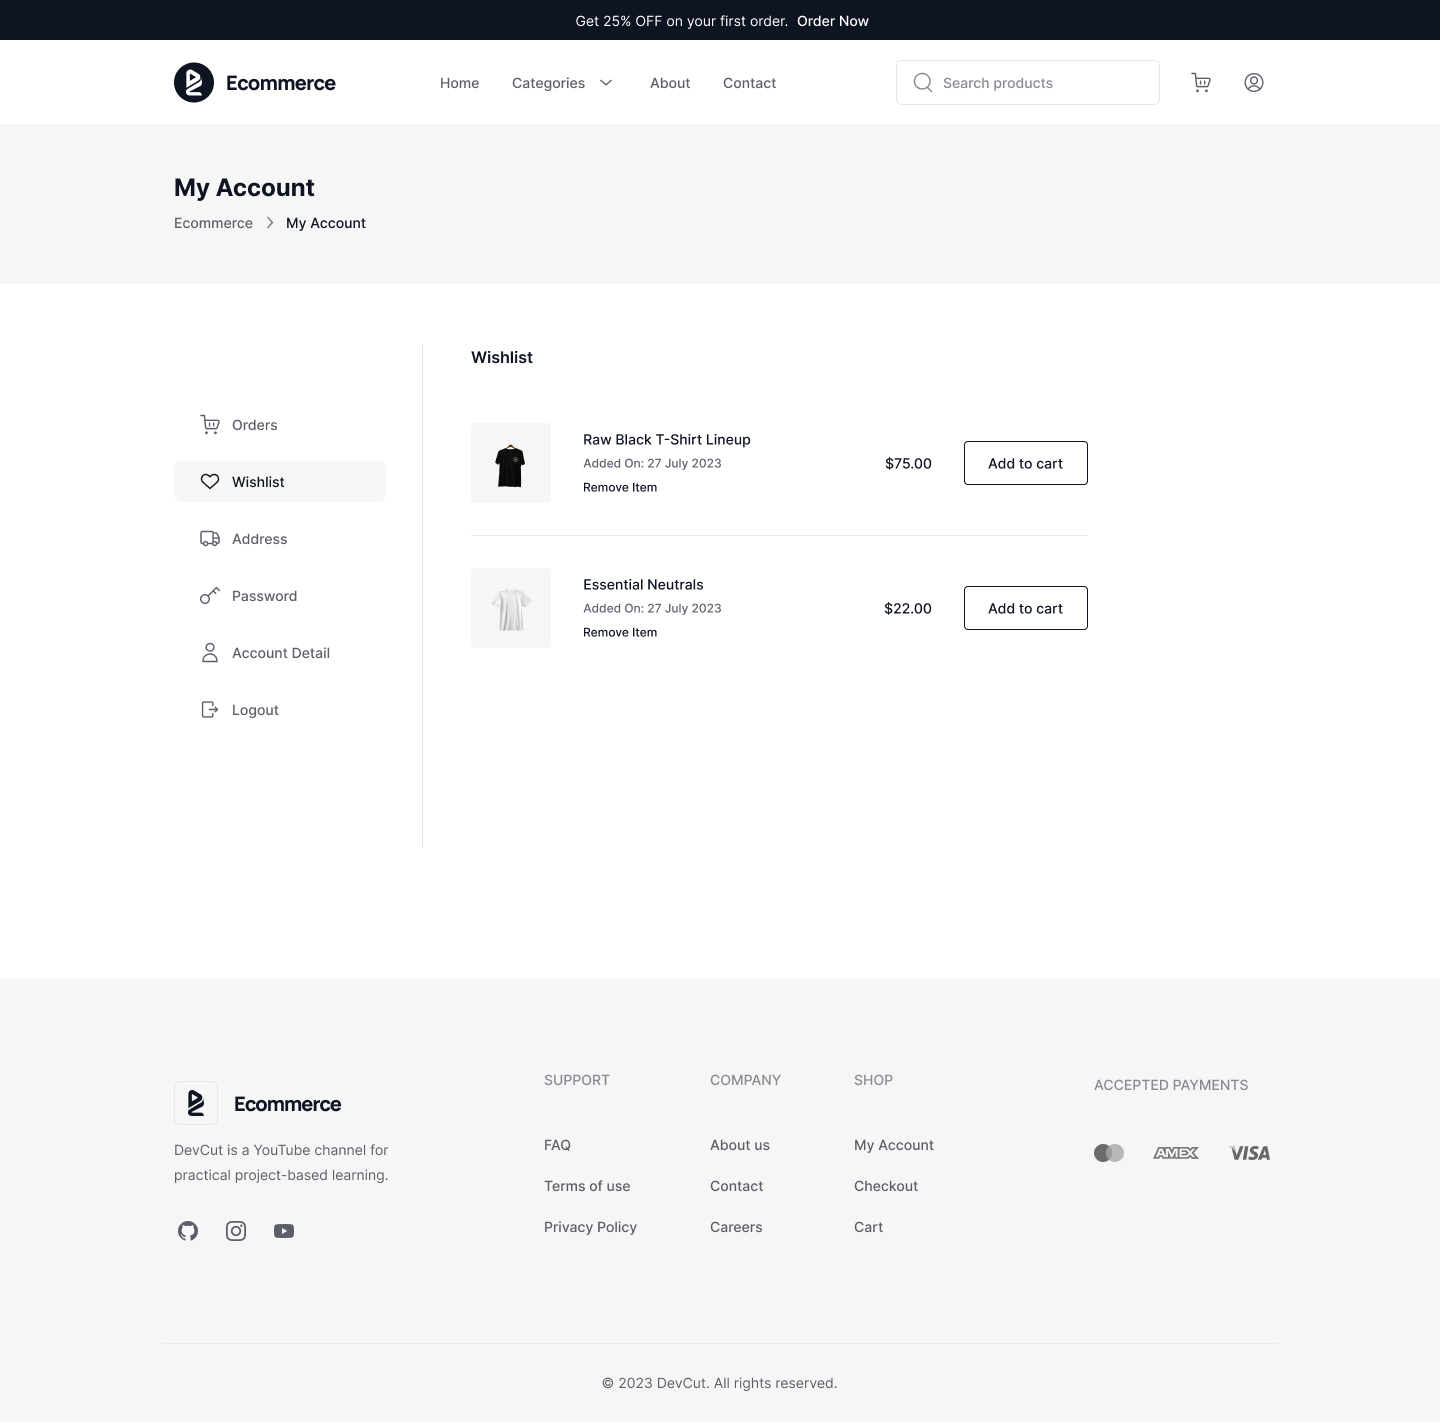 Get 25% OFF on your first order. Order Now
Ecommerce
Home
Categories
About
Contact
Search products
My Account
Ecommerce
My Account
Orders
Wishlist
Address
Password
Account Detail
Logout
Wishlist
Raw Black T-Shirt Lineup
Added On: 27 July 2023
Remove Item
$75.00
Add to cart
Essential Neutrals
Added On: 27 July 2023
Remove Item
$22.00
Add to cart
Ecommerce
DevCut is a YouTube channel for
practical project-based learning.
SUPPORT
FAQ
Terms of use
Privacy Policy
COMPANY
About us
Contact
Careers
SHOP
My Account
Checkout
Cart
ACCEPTED PAYMENTS
AMEX
VISA
© 2023 DevCut. All rights reserved.